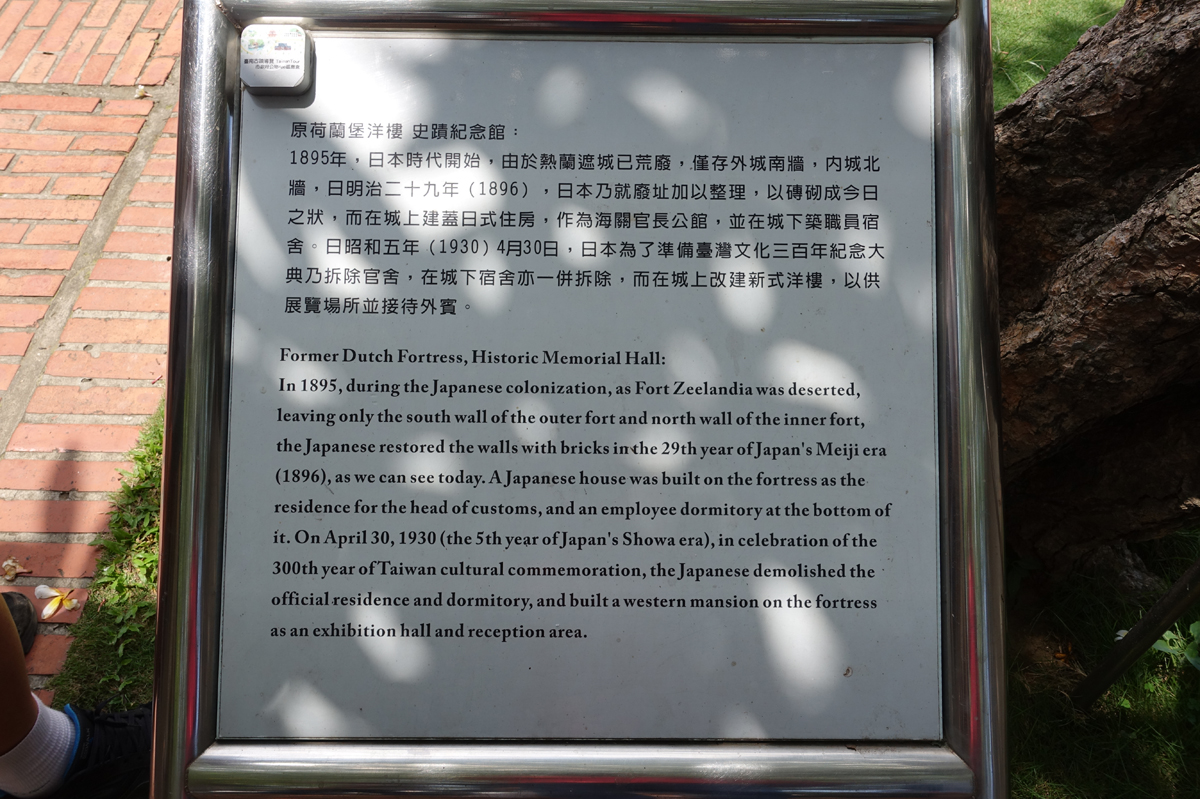 原荷蘭堡洋樓 史蹟紀念館：
1895年，日本時代開始，由於熱蘭遮城已荒廢，僅存外城南牆，內城北
牆，日明治二十九年（1896），日本乃就廢址加以整理，以磚砌成今日
之狀，而在城上建蓋日式住房，作為海關官長公館，並在城下築職員宿
舍。日昭和五年（1930）4月30日，日本為了準備臺灣文化三百年紀念大
典乃拆除官舍，在城下宿舍亦一併拆除，而在城上改建新式洋樓，以供
展覽場所並接待外賓。
Former Dutch Fortress, Historic Memorial Hall:
In 1895, during the Japanese colonization, as Fort Zeelandia was deserted,
leaving only the south wall of the outer fort and north wall of the inner fort,
the Japanese restored the walls with bricks in the 29th year of Japan's Meiji era
(1896), as we can see today. A Japanese house was built on the fortress as the
residence for the head of customs, and an employee dormitory at the bottom of
it. On April 30, 1930 (the 5th year of Japan's Showa era), in celebration of the
300th year of Taiwan cultural commemoration, the Japanese demolished the
official residence and dormitory, and built a western mansion on the fortress
as an exhibition hall and reception area.